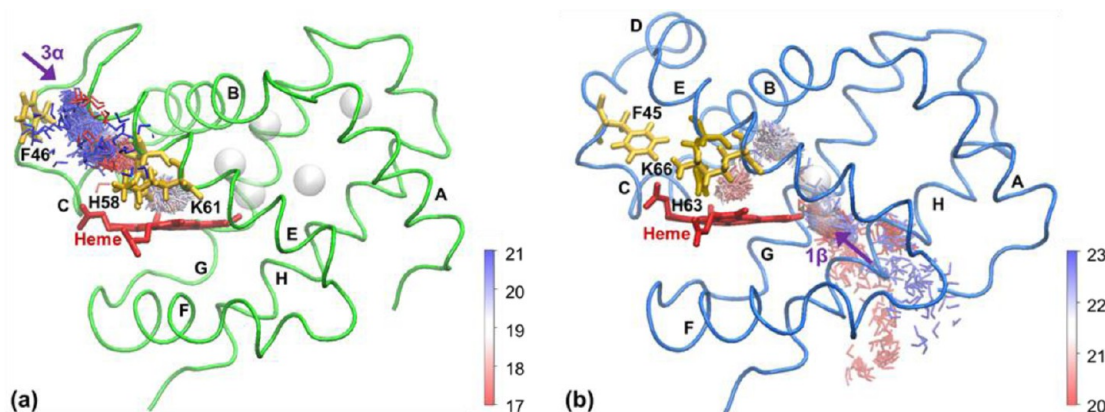 3α
B
F46
H58
K61
C
Heme
A
E
G
H
F
21
20
19
18
17
(a)
D
E
B
F45
K66
C
H63
A
H
Heme
G
1β
F
23
22
21
20
(b)